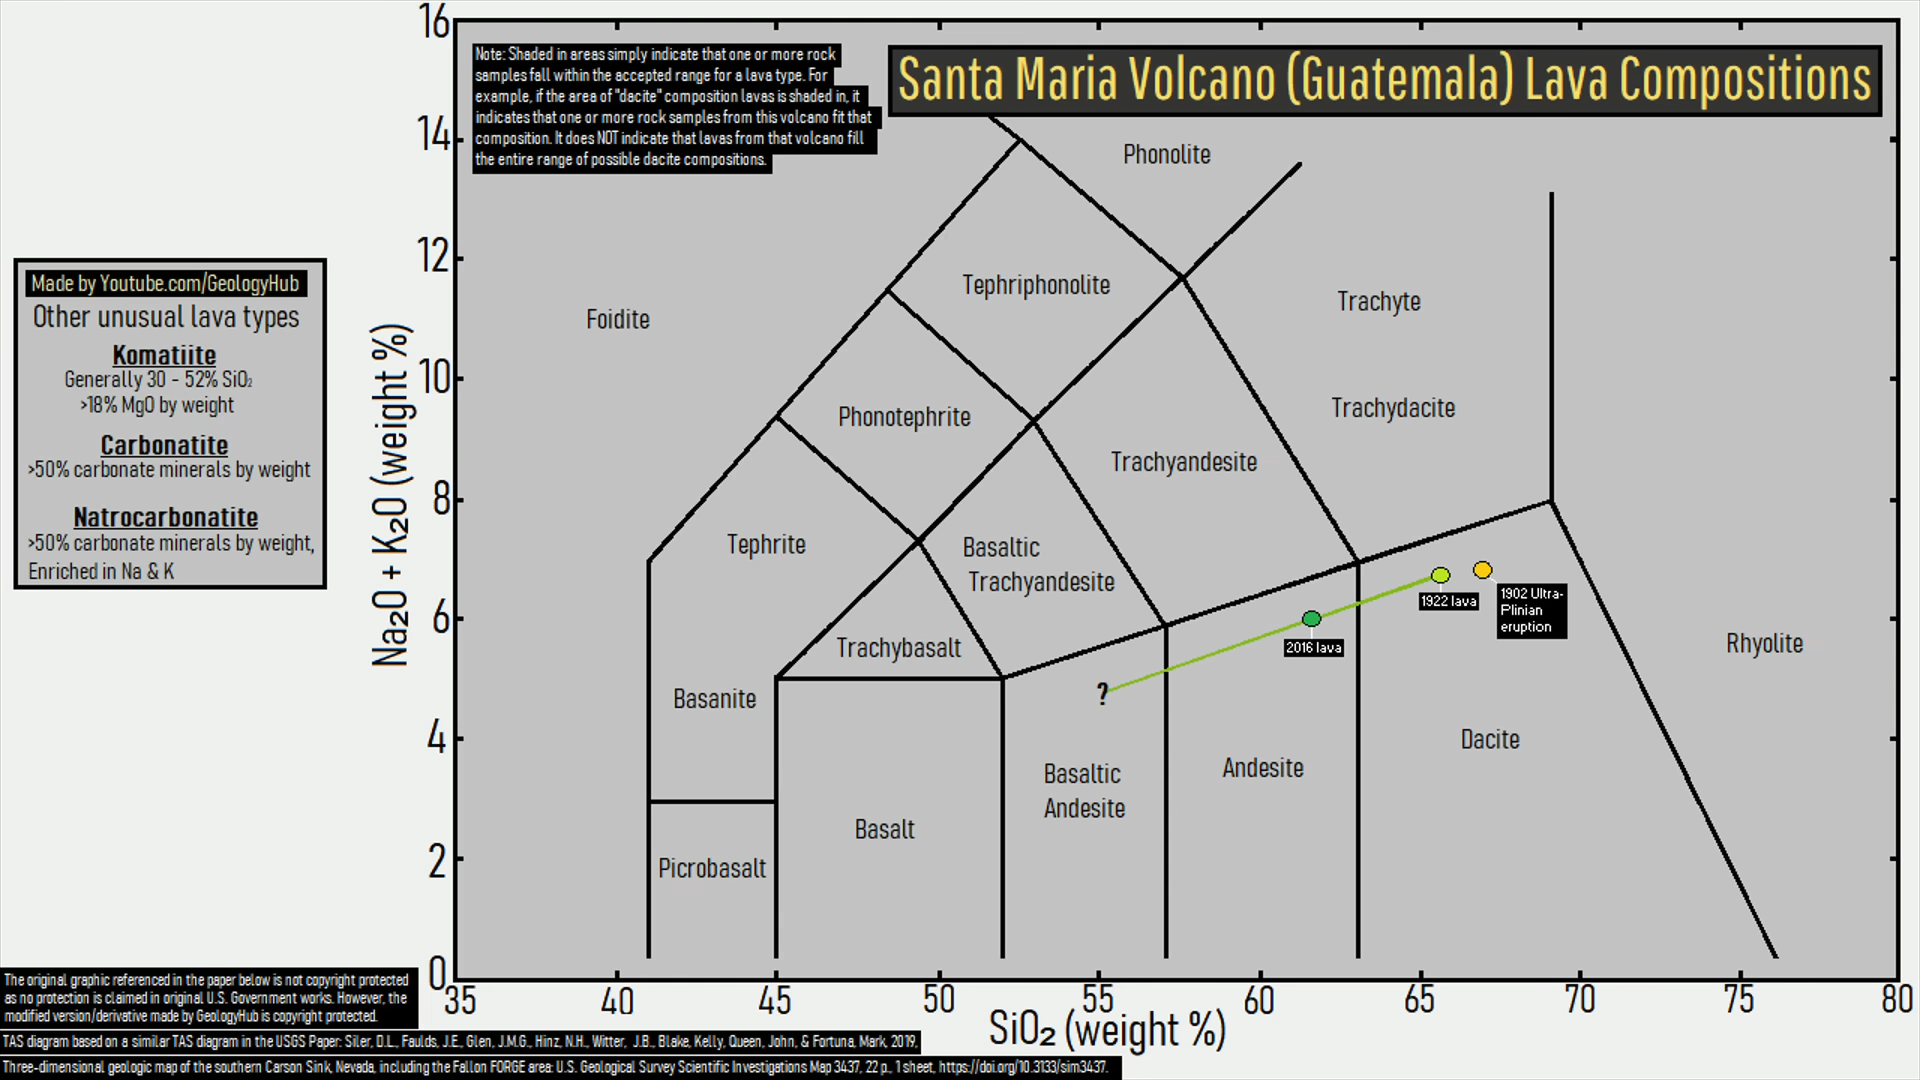 Santa Maria Volcano (Guatemala) Lava Compositions
Note: Shaded in areas simply indicate that one or more rock
samples fall within the accepted range for a lava type. For
example, if the area of "dacite" composition lavas is shaded in, it
indicates that one or more rock samples from this volcano fit that
composition. It does NOT indicate that lavas from that volcano fill
the entire range of possible dacite compositions.
Made by Youtube.com/GeologyHub
Other unusual lava types
Komatiite
Generally 30 - 52% SiO₂
>18% MgO by weight
Carbonatite
>50% carbonate minerals by weight
Natrocarbonatite
>50% carbonate minerals by weight,
Enriched in Na & K
Na₂O + K₂O (weight %)
16
14
12
10
8
6
4
2
0
Phonolite
Tephriphonolite
Foidite
Trachyte
Trachydacite
Phonotephrite
Trachyandesite
Tephrite
Basaltic
Trachyandesite
Trachybasalt
Basanite
1922 lava
1902 Ultra-
Plinian
eruption
2016 lava
?
Rhyolite
Dacite
Andesite
Basaltic
Andesite
Basalt
Picrobasalt
35
40
45
50
55
60
65
70
75
80
SiO₂ (weight %)
The original graphic referenced in the paper below is not copyright protected
as no protection is claimed in original U.S. Government works. However, the
modified version/derivative made by GeologyHub is copyright protected.
TAS diagram based on a similar TAS diagram in the USGS Paper: Siler, D.L., Faulds, J.E., Glen, J.M.G., Hinz, N.H., Witter, J.B., Blake, Kelly, Queen, John, & Fortuna, Mark, 2019,
Three-dimensional geologic map of the southern Carson Sink, Nevada, including the Fallon FORGE area: U.S. Geological Survey Scientific Investigations Map 3437, 22 p., 1 sheet, https://doi.org/10.3133/sim3437.